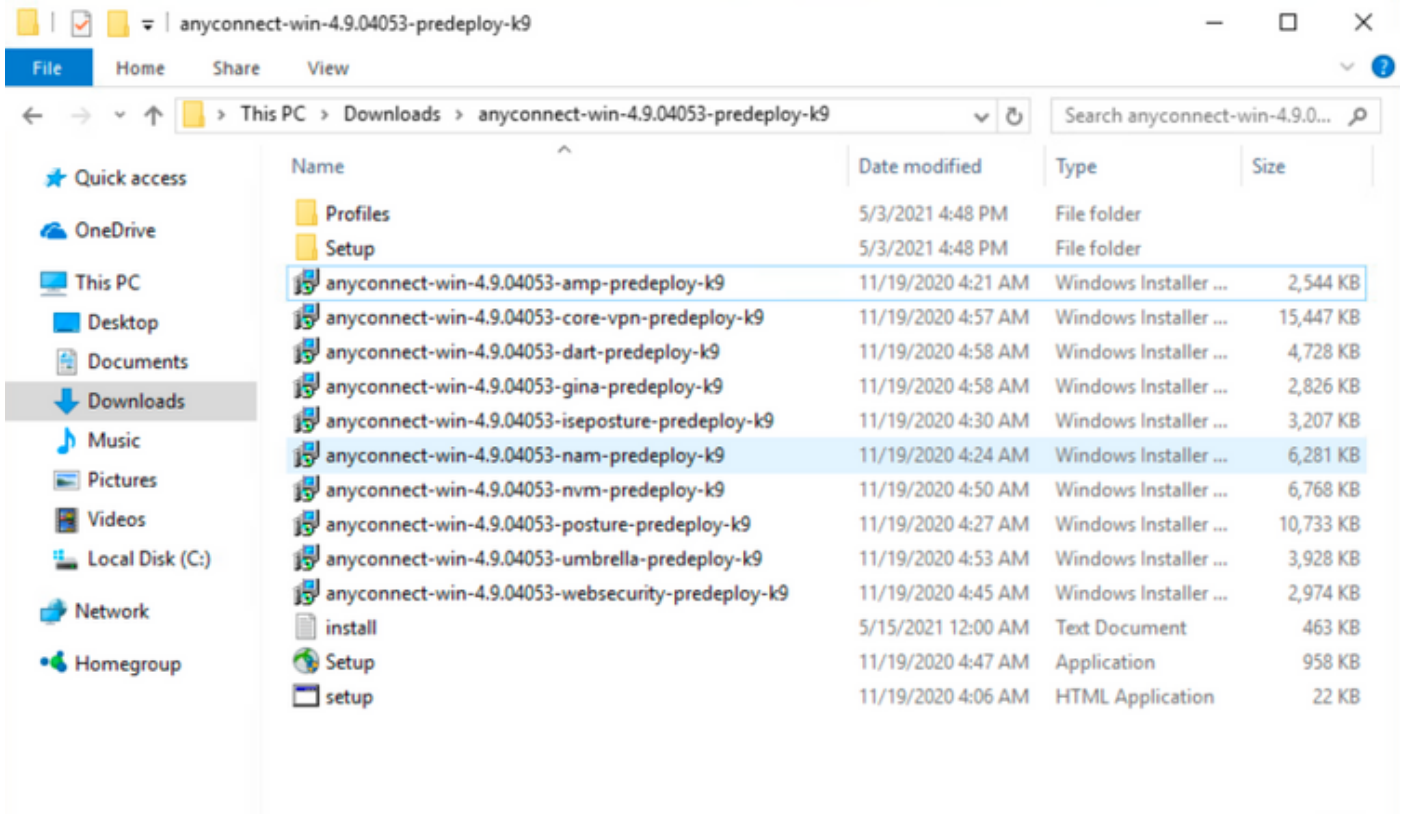 anyconnect-win-4.9.04053-predeploy-k9
File Home Share View
This PC > Downloads > anyconnect-win-4.9.04053-predeploy-k9 Search anyconnect-win-4.9.0...
Name Date modified Type Size
Quick access
OneDrive
This PC
Desktop
Documents
Downloads
Music
Pictures
Videos
Local Disk (C:)
Network
Homegroup
Profiles 5/3/2021 4:48 PM File folder
Setup 5/3/2021 4:48 PM File folder
anyconnect-win-4.9.04053-amp-predeploy-k9 11/19/2020 4:21 AM Windows Installer ... 2,544 KB
anyconnect-win-4.9.04053-core-vpn-predeploy-k9 11/19/2020 4:57 AM Windows Installer ... 15,447 KB
anyconnect-win-4.9.04053-dart-predeploy-k9 11/19/2020 4:58 AM Windows Installer ... 4,728 KB
anyconnect-win-4.9.04053-gina-predeploy-k9 11/19/2020 4:58 AM Windows Installer ... 2,826 KB
anyconnect-win-4.9.04053-iseposture-predeploy-k9 11/19/2020 4:30 AM Windows Installer ... 3,207 KB
anyconnect-win-4.9.04053-nam-predeploy-k9 11/19/2020 4:24 AM Windows Installer ... 6,281 KB
anyconnect-win-4.9.04053-nvm-predeploy-k9 11/19/2020 4:50 AM Windows Installer ... 6,768 KB
anyconnect-win-4.9.04053-posture-predeploy-k9 11/19/2020 4:27 AM Windows Installer ... 10,733 KB
anyconnect-win-4.9.04053-umbrella-predeploy-k9 11/19/2020 4:53 AM Windows Installer ... 3,928 KB
anyconnect-win-4.9.04053-websecurity-predeploy-k9 11/19/2020 4:45 AM Windows Installer ... 2,974 KB
install 5/15/2021 12:00 AM Text Document 463 KB
Setup 11/19/2020 4:47 AM Application 958 KB
setup 11/19/2020 4:06 AM HTML Application 22 KB